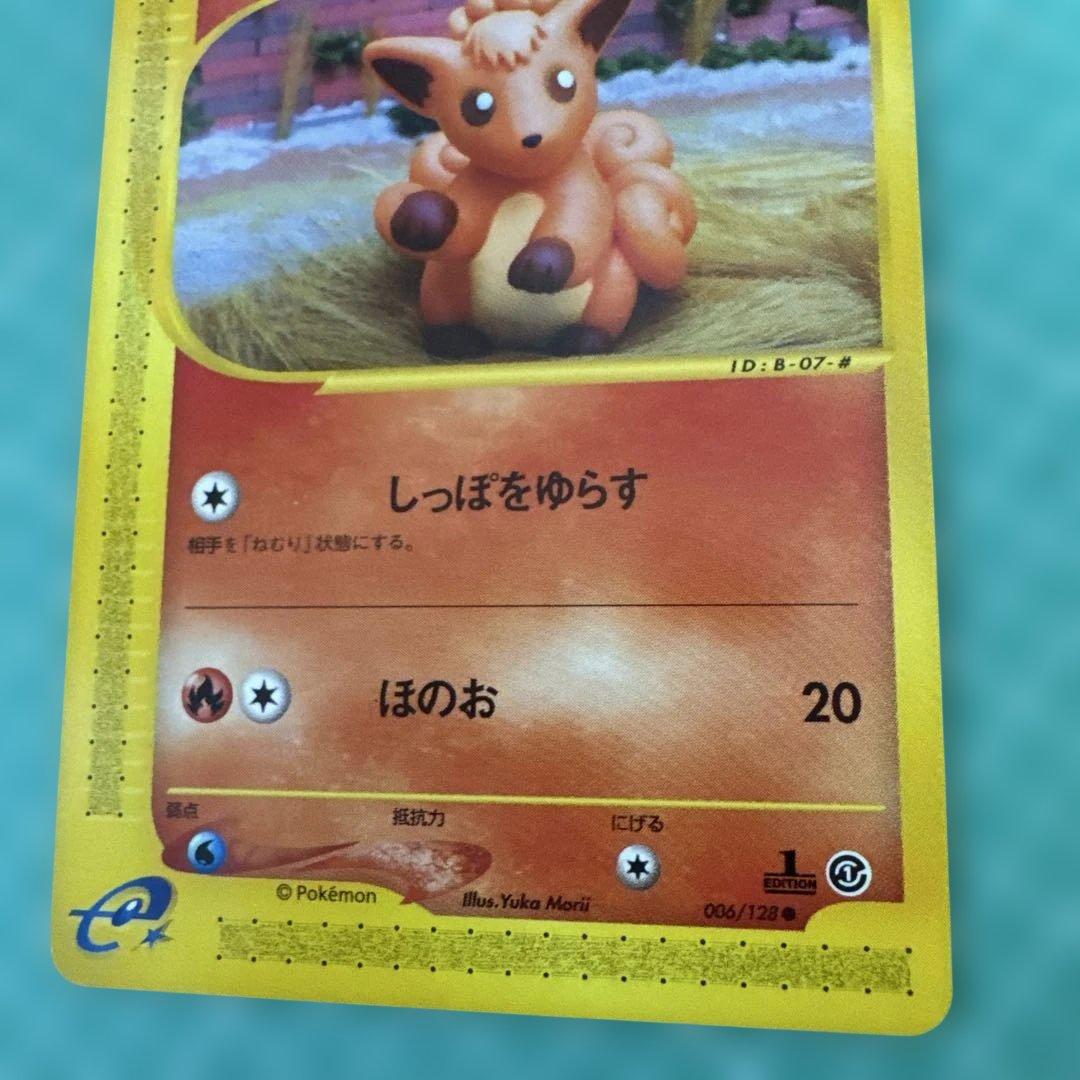 ID:B-07-#
しっぽをゆらす
相手を「ねむり」状態にする。
ほのお 20
弱点 抵抗力 にげる
1 EDITION
1
© Pokémon Illus.Yuka Morii 006/128
e